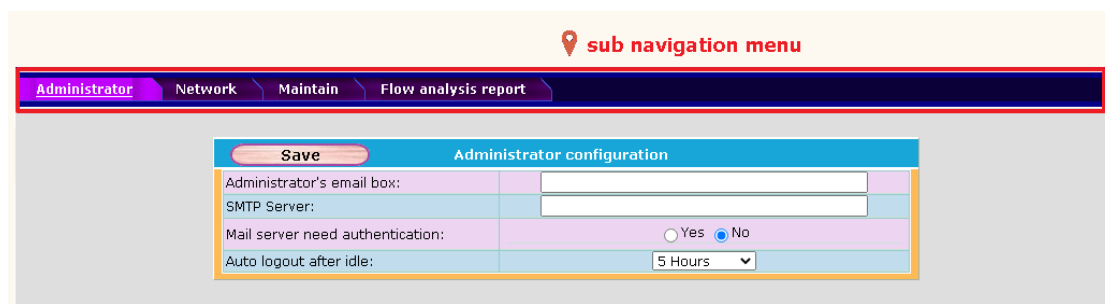 sub navigation menu
Administrator Network Maintain Flow analysis report
Save Administrator configuration
Administrator's email box:
SMTP Server:
Mail server need authentication: Yes No
Auto logout after idle: 5 Hours